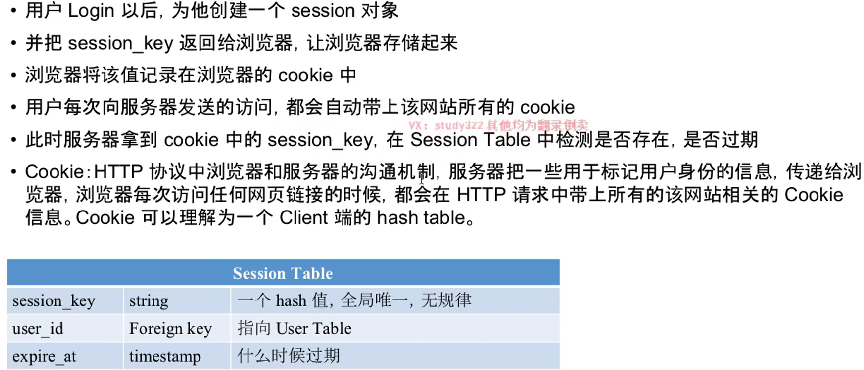 • 用户 Login 以后，为他创建一个 session 对象
• 并把 session_key 返回给浏览器，让浏览器存储起来
• 浏览器将该值记录在浏览器的 cookie 中
• 用户每次向服务器发送的访问，都会自动带上该网站所有的 cookie
VX：study322 其他均为翻录倒卖
• 此时服务器拿到 cookie 中的 session_key，在 Session Table 中检测是否存在，是否过期
• Cookie：HTTP 协议中浏览器和服务器的沟通机制，服务器把一些用于标记用户身份的信息，传递给浏
览器，浏览器每次访问任何网页链接的时候，都会在 HTTP 请求中带上所有的该网站相关的 Cookie
信息。Cookie 可以理解为一个 Client 端的 hash table。
Session Table
session_key string 一个 hash 值，全局唯一，无规律
user_id Foreign key 指向 User Table
expire_at timestamp 什么时候过期